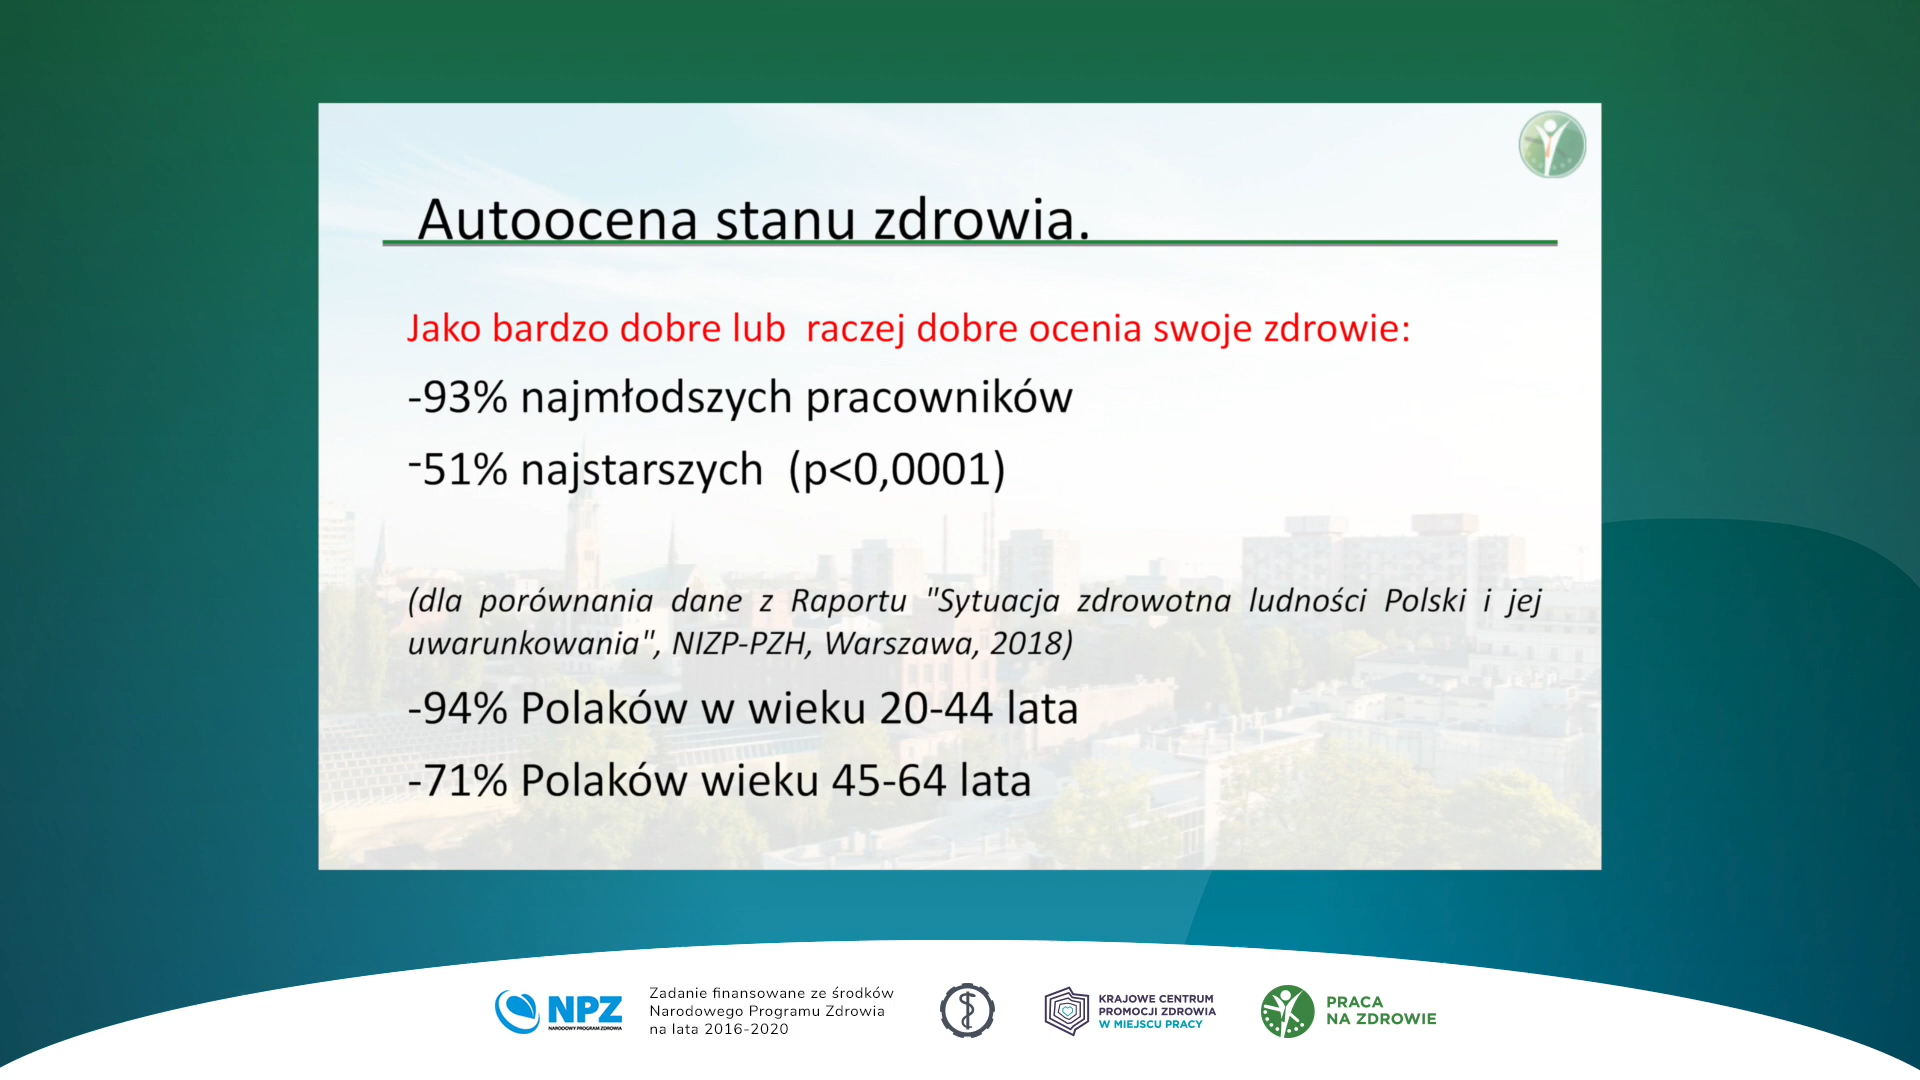 Autoocena stanu zdrowia.
Jako bardzo dobre lub raczej dobre ocenia swoje zdrowie:
-93% najmłodszych pracowników
-51% najstarszych (p<0,0001)
(dla porównania dane z Raportu "Sytuacja zdrowotna ludności Polski i jej
uwarunkowania", NIZP-PZH, Warszawa, 2018)
-94% Polaków w wieku 20-44 lata
-71% Polaków wieku 45-64 lata
NPZ
NARODOWY PROGRAM ZDROWIA
Zadanie finansowane ze środków
Narodowego Programu Zdrowia
na lata 2016-2020
KRAJOWE CENTRUM
PROMOCJI ZDROWIA
W MIEJSCU PRACY
PRACA
NA ZDROWIE